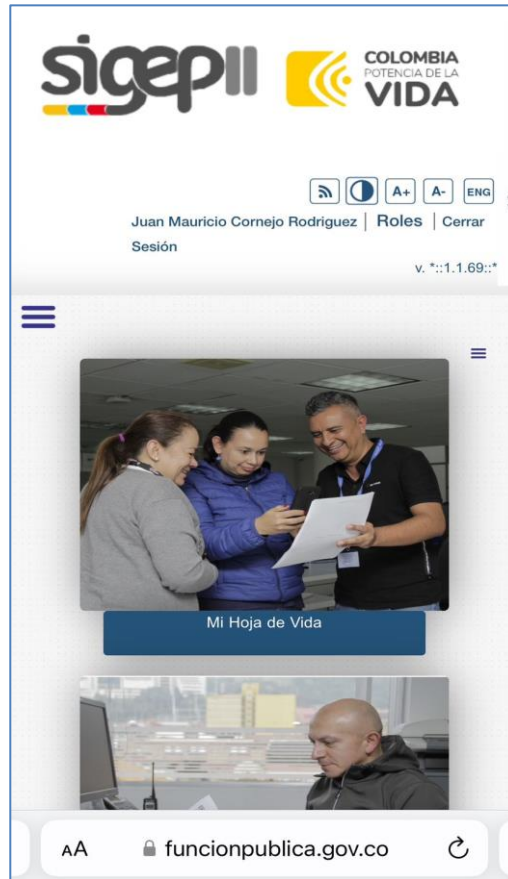 sigepII
COLOMBIA
POTENCIA DE LA
VIDA
A+ A- ENG
Juan Mauricio Cornejo Rodriguez | Roles | Cerrar
Sesión
v. *::1.1.69::*
Mi Hoja de Vida
AA funcionpublica.gov.co